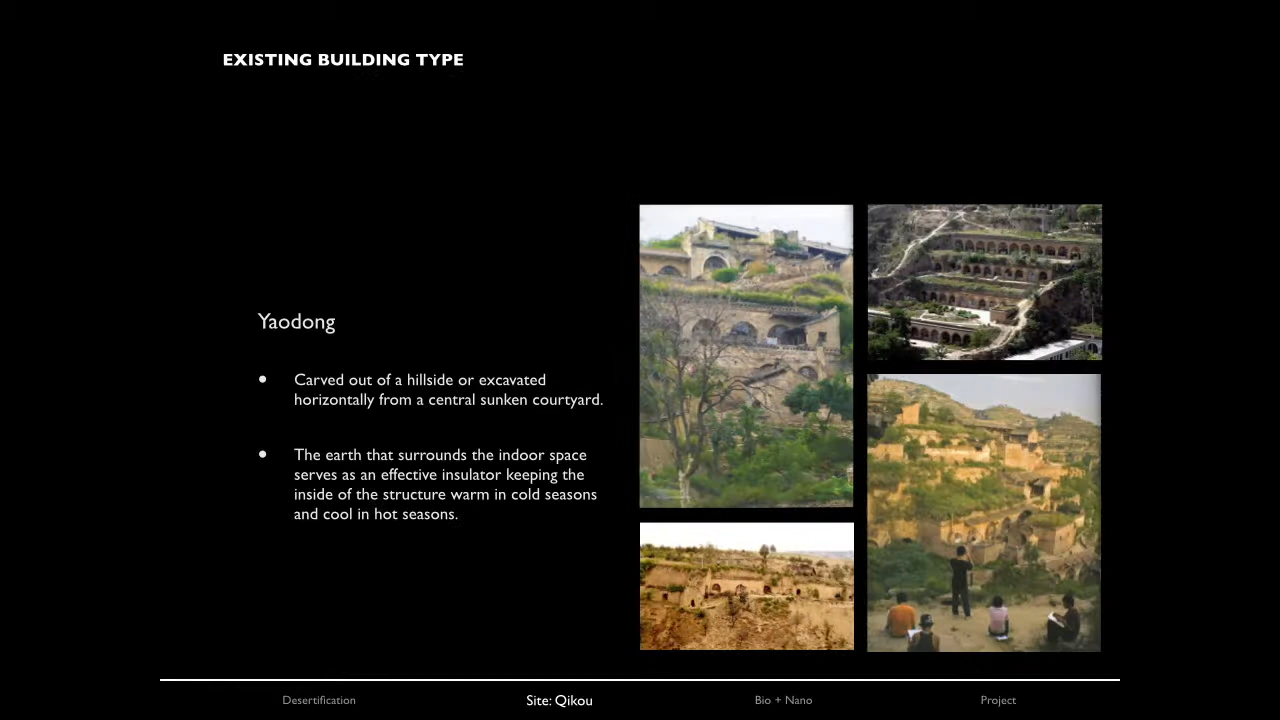 EXISTING BUILDING TYPE
Yaodong
• Carved out of a hillside or excavated
horizontally from a central sunken courtyard.
• The earth that surrounds the indoor space
serves as an effective insulator keeping the
inside of the structure warm in cold seasons
and cool in hot seasons.
Desertification Site: Qikou Bio + Nano Project